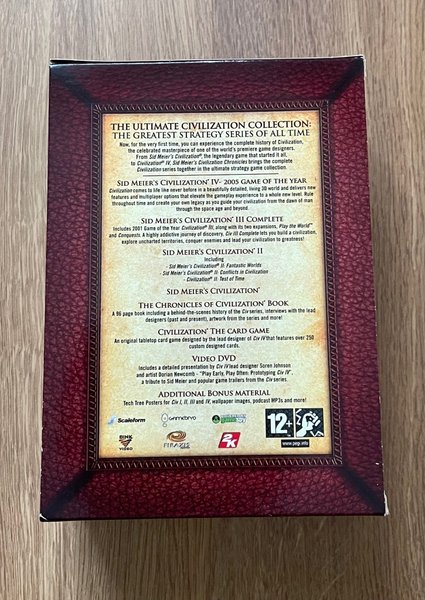 THE ULTIMATE CIVILIZATION COLLECTION:
THE GREATEST STRATEGY SERIES OF ALL TIME
Now, for the very first time, you can experience the complete history of Civilization,
the celebrated masterpiece of one of the world's premiere game designers.
From Sid Meier's Civilization®, the legendary game that started it all,
to Civilization® IV, Sid Meier's Civilization Chronicles brings the complete
Civilization series together in the ultimate strategy game collection.
SID MEIER'S CIVILIZATION® IV- 2005 GAME OF THE YEAR
Civilization comes to life like never before in a beautifully detailed, living 3D world and delivers new
features and multiplayer options that elevate the gameplay experience to a whole new level. Rule
throughout time and create your own legacy as you guide your civilization from the dawn of man
through the space age and beyond.
SID MEIER'S CIVILIZATION® III COMPLETE
Includes 2001 Game of the Year Civilization® III, along with its two expansions, Play the World™
and Conquests. A highly addictive journey of discovery, Civ III Complete lets you build a civilization,
explore uncharted territories, conquer enemies and lead your civilization to greatness!
SID MEIER'S CIVILIZATION® II
Including
- Sid Meier's Civilization® II: Fantastic Worlds
- Sid Meier's Civilization® II: Conflicts in Civilization
- Civilization® II: Test of Time
SID MEIER'S CIVILIZATION®
THE CHRONICLES OF CIVILIZATION® BOOK
A 86 page book including a behind-the-scenes history of the Civ series, interviews with the lead
designers (past and present), artwork from the series and more!
CIVILIZATION® THE CARD GAME
An original tabletop card game designed by the lead designer of Civ IV that features over 250
custom designed cards.
VIDEO DVD
Includes a detailed presentation by Civ IV lead designer Soren Johnson
and artist Dorian Newcomb - "Play Early, Play Often: Prototyping Civ IV",
a tribute to Sid Meier and popular game trailers from the Civ series.
ADDITIONAL BONUS MATERIAL
Tech Tree Posters for Civ I, II, III and IV, wallpaper images, podcast MP3s and more!
Scaleform
gamebryo
12+
www.pegi.info
BINK
VIDEO
FIRAXIS
2K